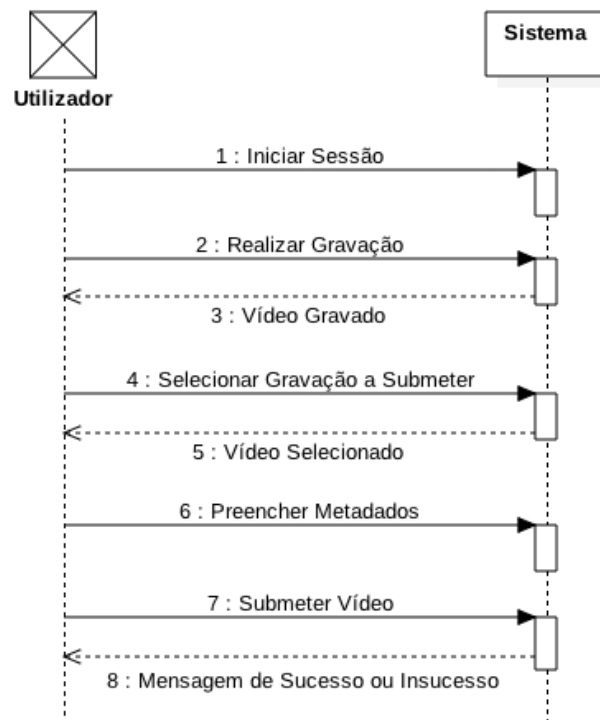 Sistema
Utilizador
1 : Iniciar Sessão
2 : Realizar Gravação
3 : Vídeo Gravado
4 : Selecionar Gravação a Submeter
5 : Vídeo Selecionado
6 : Preencher Metadados
7 : Submeter Vídeo
8 : Mensagem de Sucesso ou Insucesso